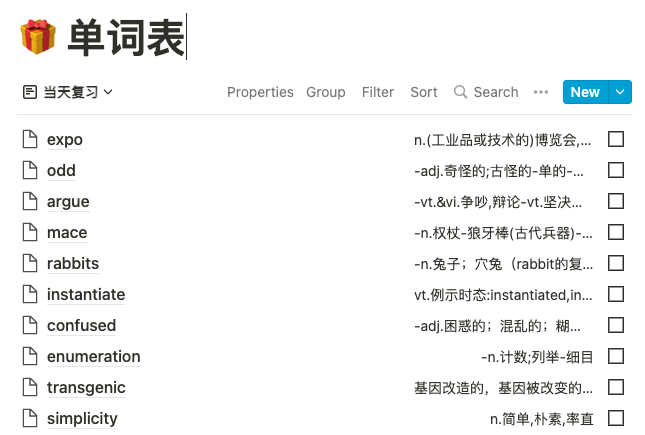 单词表
当天复习 Properties Group Filter Sort Search ··· New
expo n.(工业品或技术的)博览会,...
odd -adj.奇怪的;古怪的-单的-...
argue -vt.&vi.争吵,辩论-vt.坚决...
mace -n.权杖-狼牙棒(古代兵器)-...
rabbits -n.兔子；穴兔（rabbit的复...
instantiate vt.例示时态:instantiated,in...
confused -adj.困惑的；混乱的；糊...
enumeration -n.计数;列举-细目
transgenic 基因改造的，基因被改变的...
simplicity n.简单,朴素,率直